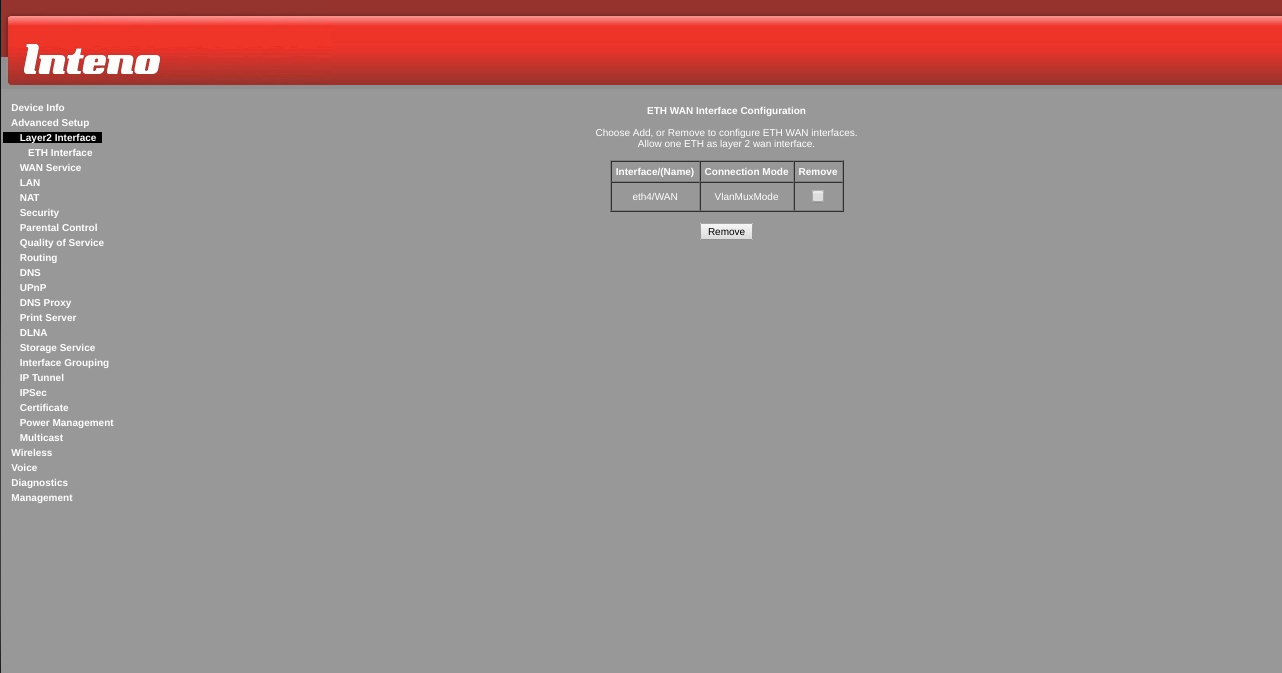 Inteno
Device Info
Advanced Setup
Layer2 Interface
ETH Interface
WAN Service
LAN
NAT
Security
Parental Control
Quality of Service
Routing
DNS
UPnP
DNS Proxy
Print Server
DLNA
Storage Service
Interface Grouping
IP Tunnel
IPSec
Certificate
Power Management
Multicast
Wireless
Voice
Diagnostics
Management
ETH WAN Interface Configuration
Choose Add, or Remove to configure ETH WAN interfaces.
Allow one ETH as layer 2 wan interface.
Interface/(Name) Connection Mode Remove
eth4/WAN VlanMuxMode
Remove